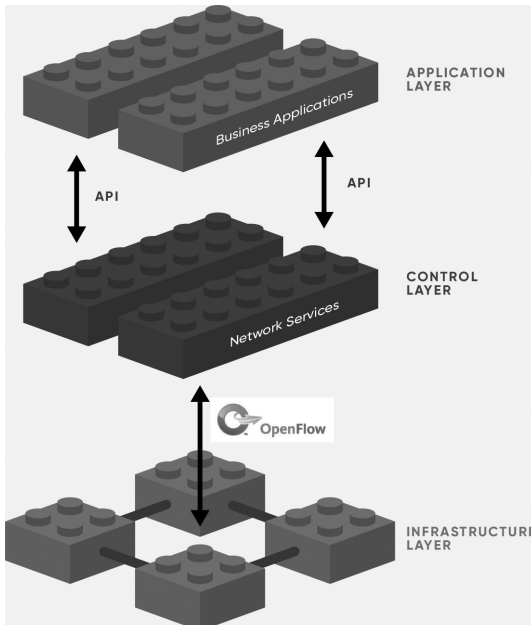 APPLICATION
LAYER
Business Applications
API
API
CONTROL
LAYER
Network Services
OpenFlow
INFRASTRUCTURE
LAYER